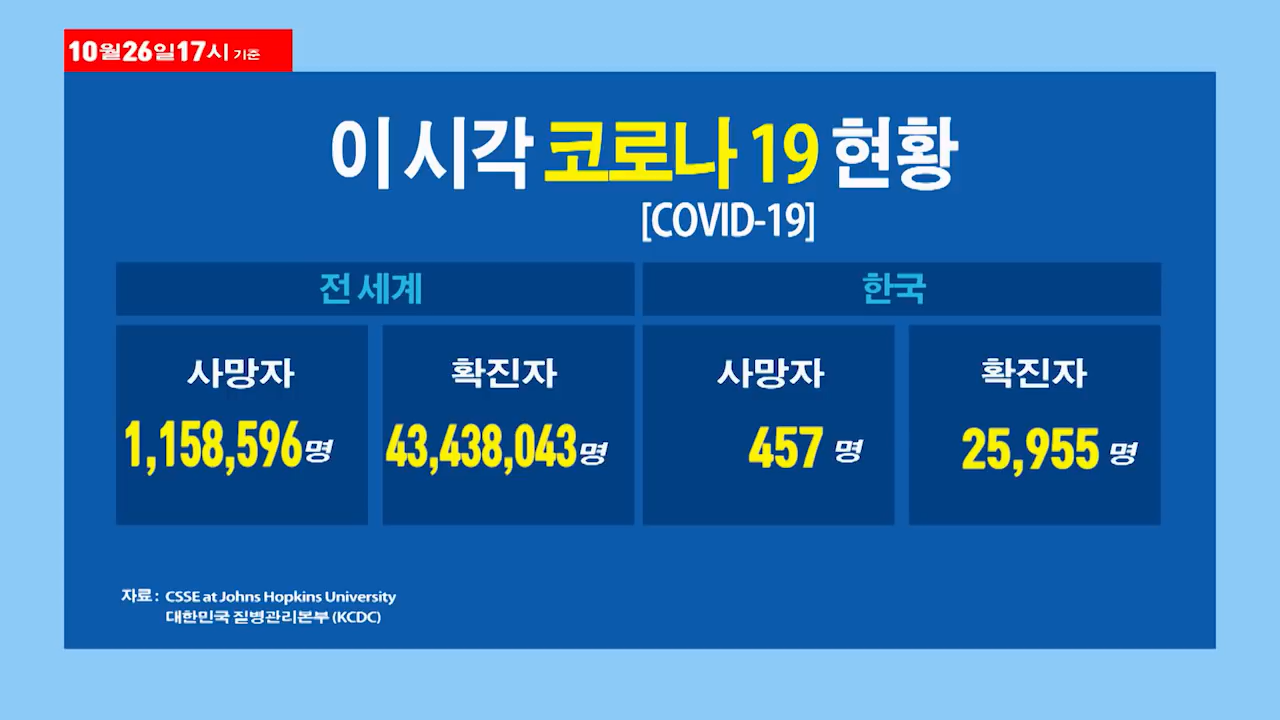 10월26일17시 기준
이 시각 코로나 19 현황
[COVID-19]
전 세계 한국
사망자 확진자 사망자 확진자
1,158,596명 43,438,043명 457 명 25,955 명
자료 : CSSE at Johns Hopkins University
대한민국 질병관리본부 (KCDC)